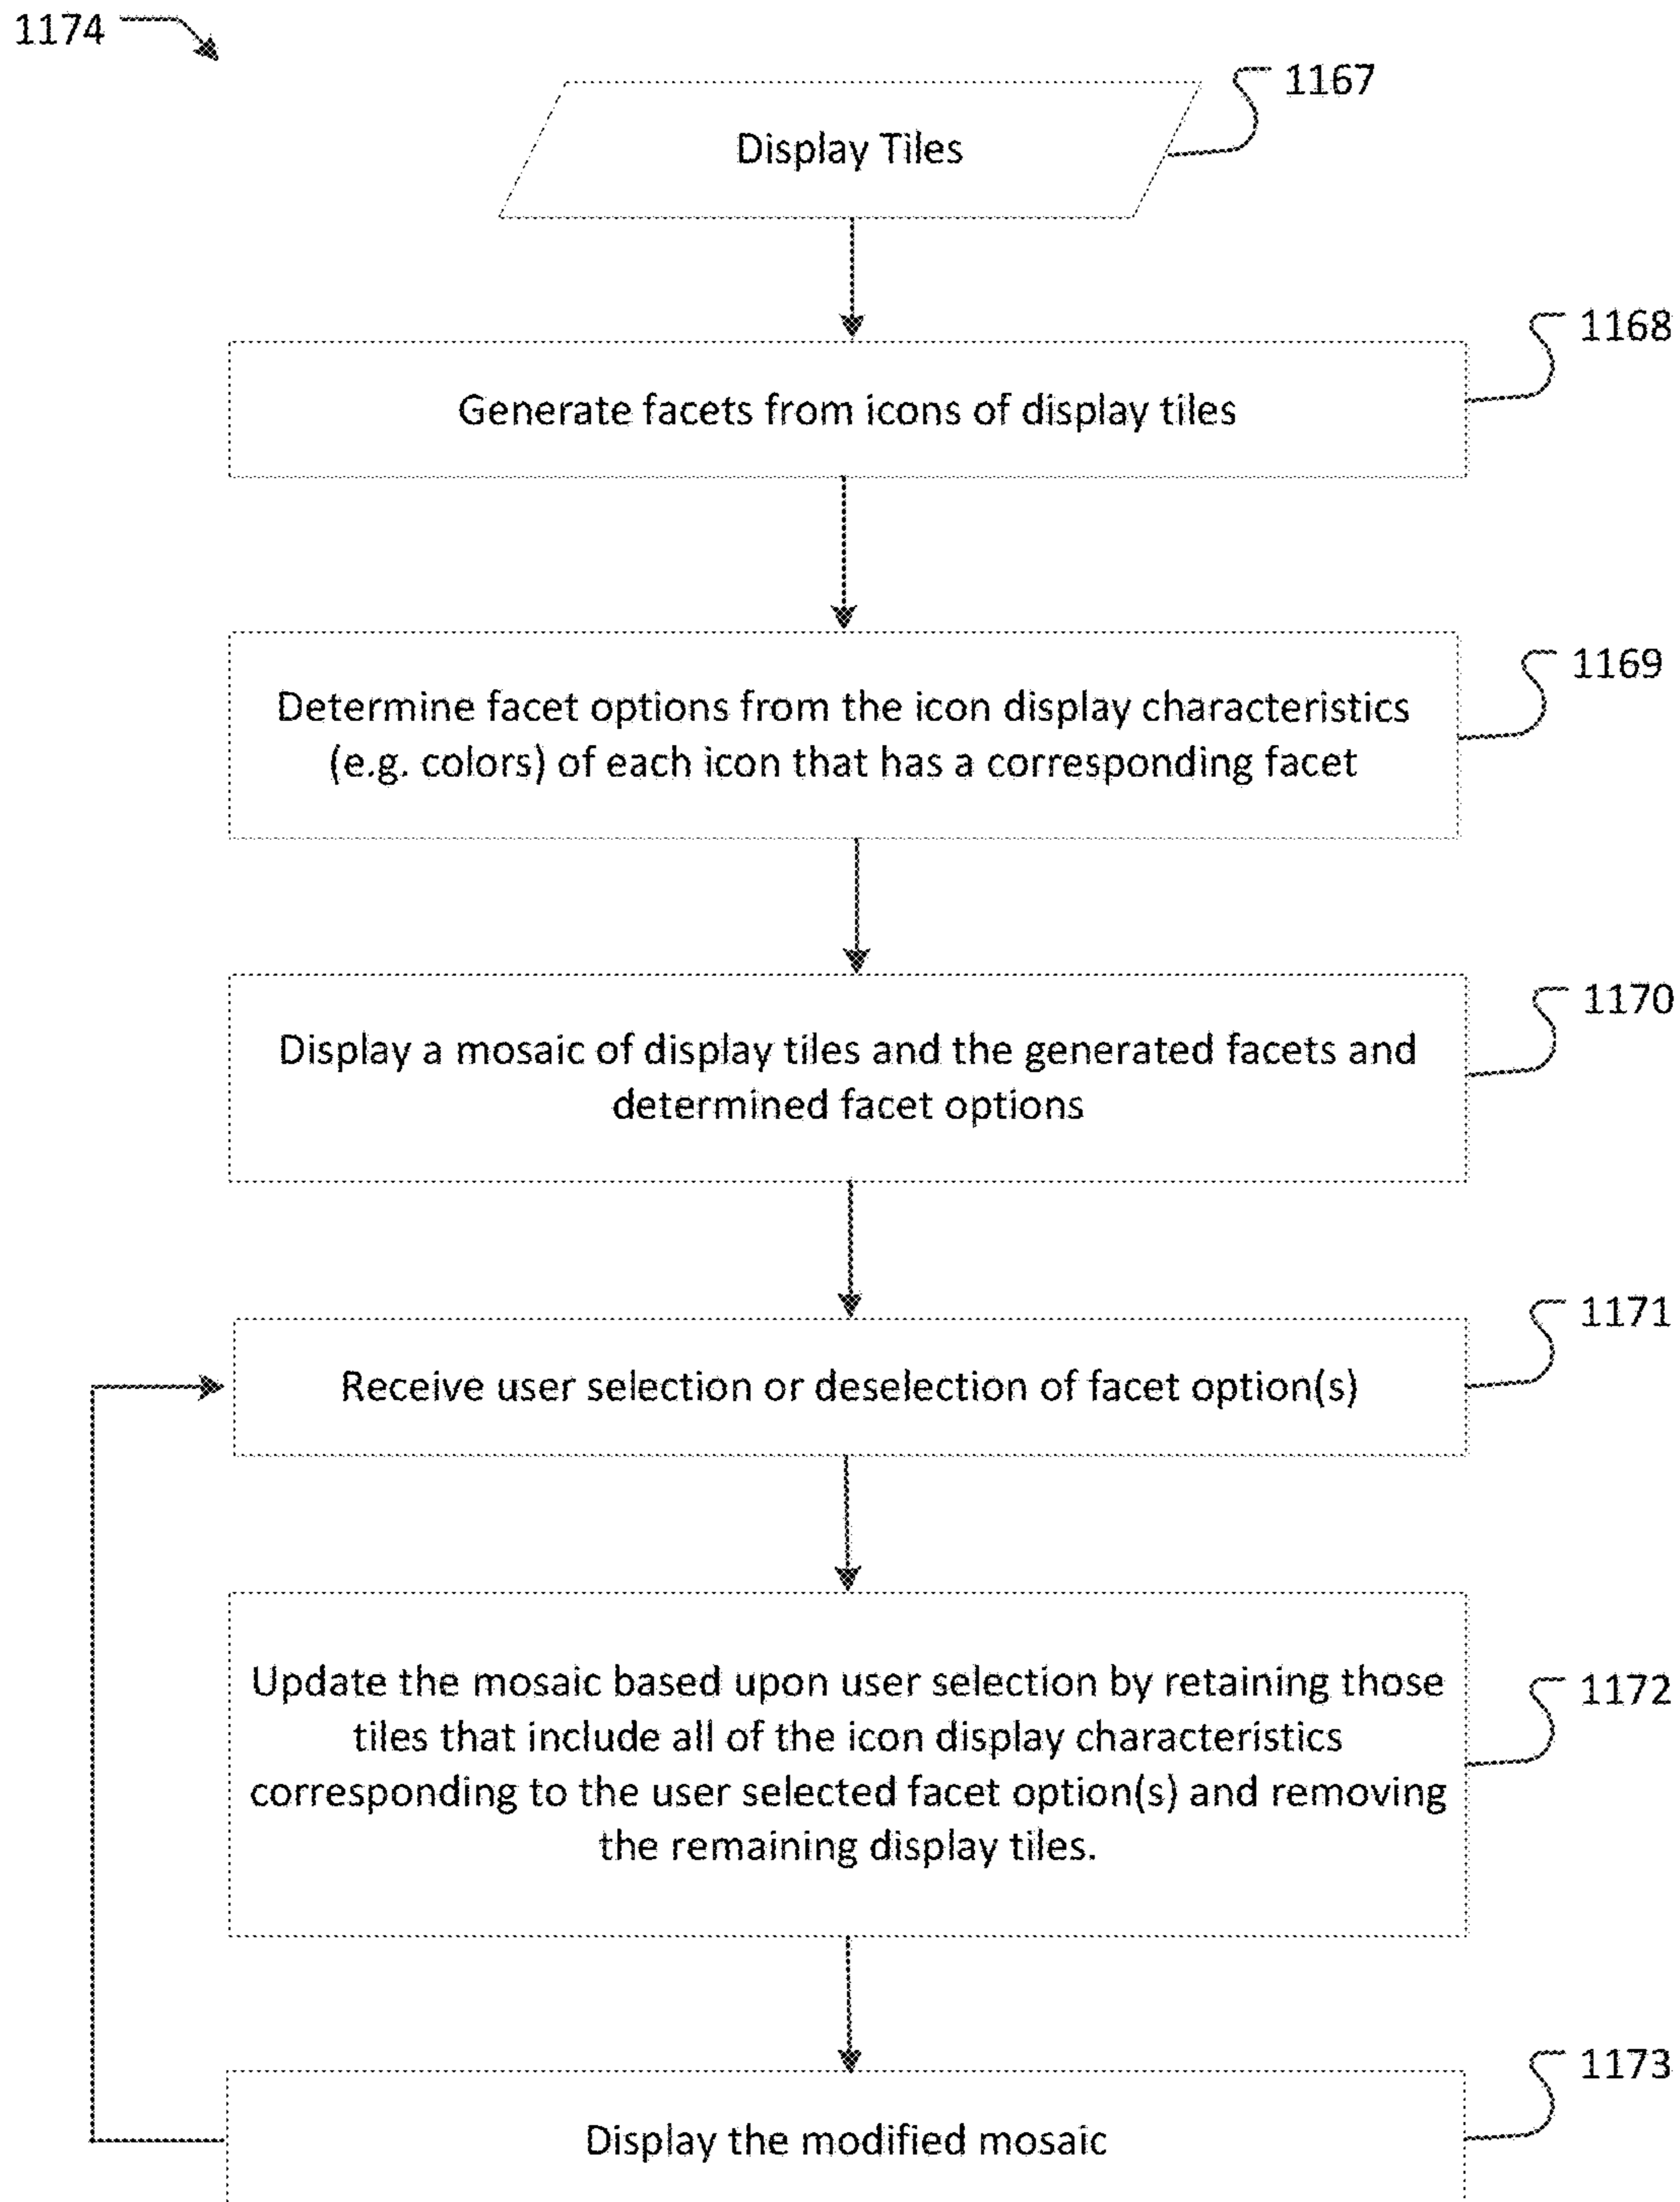 1174
1167
Display Tiles
1168
Generate facets from icons of display tiles
1169
Determine facet options from the icon display characteristics
(e.g. colors) of each icon that has a corresponding facet
1170
Display a mosaic of display tiles and the generated facets and
determined facet options
1171
Receive user selection or deselection of facet option(s)
1172
Update the mosaic based upon user selection by retaining those
tiles that include all of the icon display characteristics
corresponding to the user selected facet option(s) and removing
the remaining display tiles.
1173
Display the modified mosaic